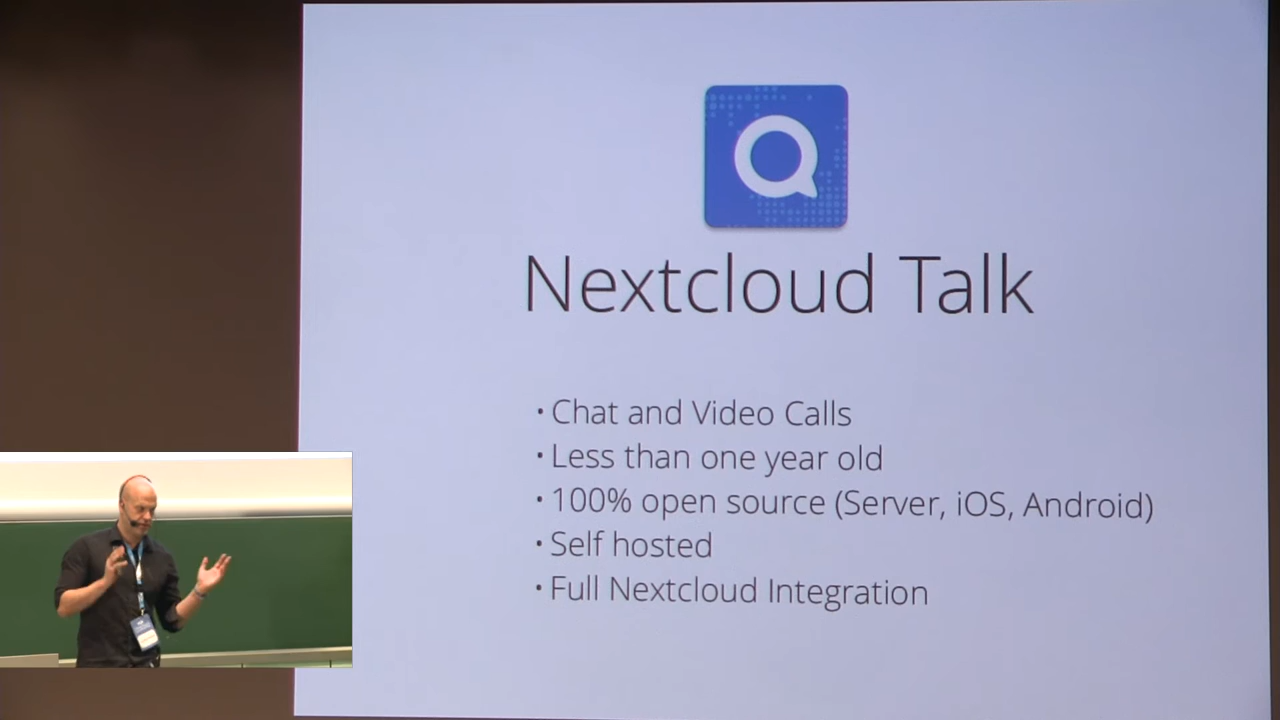 Nextcloud Talk
• Chat and Video Calls
• Less than one year old
• 100% open source (Server, iOS, Android)
• Self hosted
• Full Nextcloud Integration